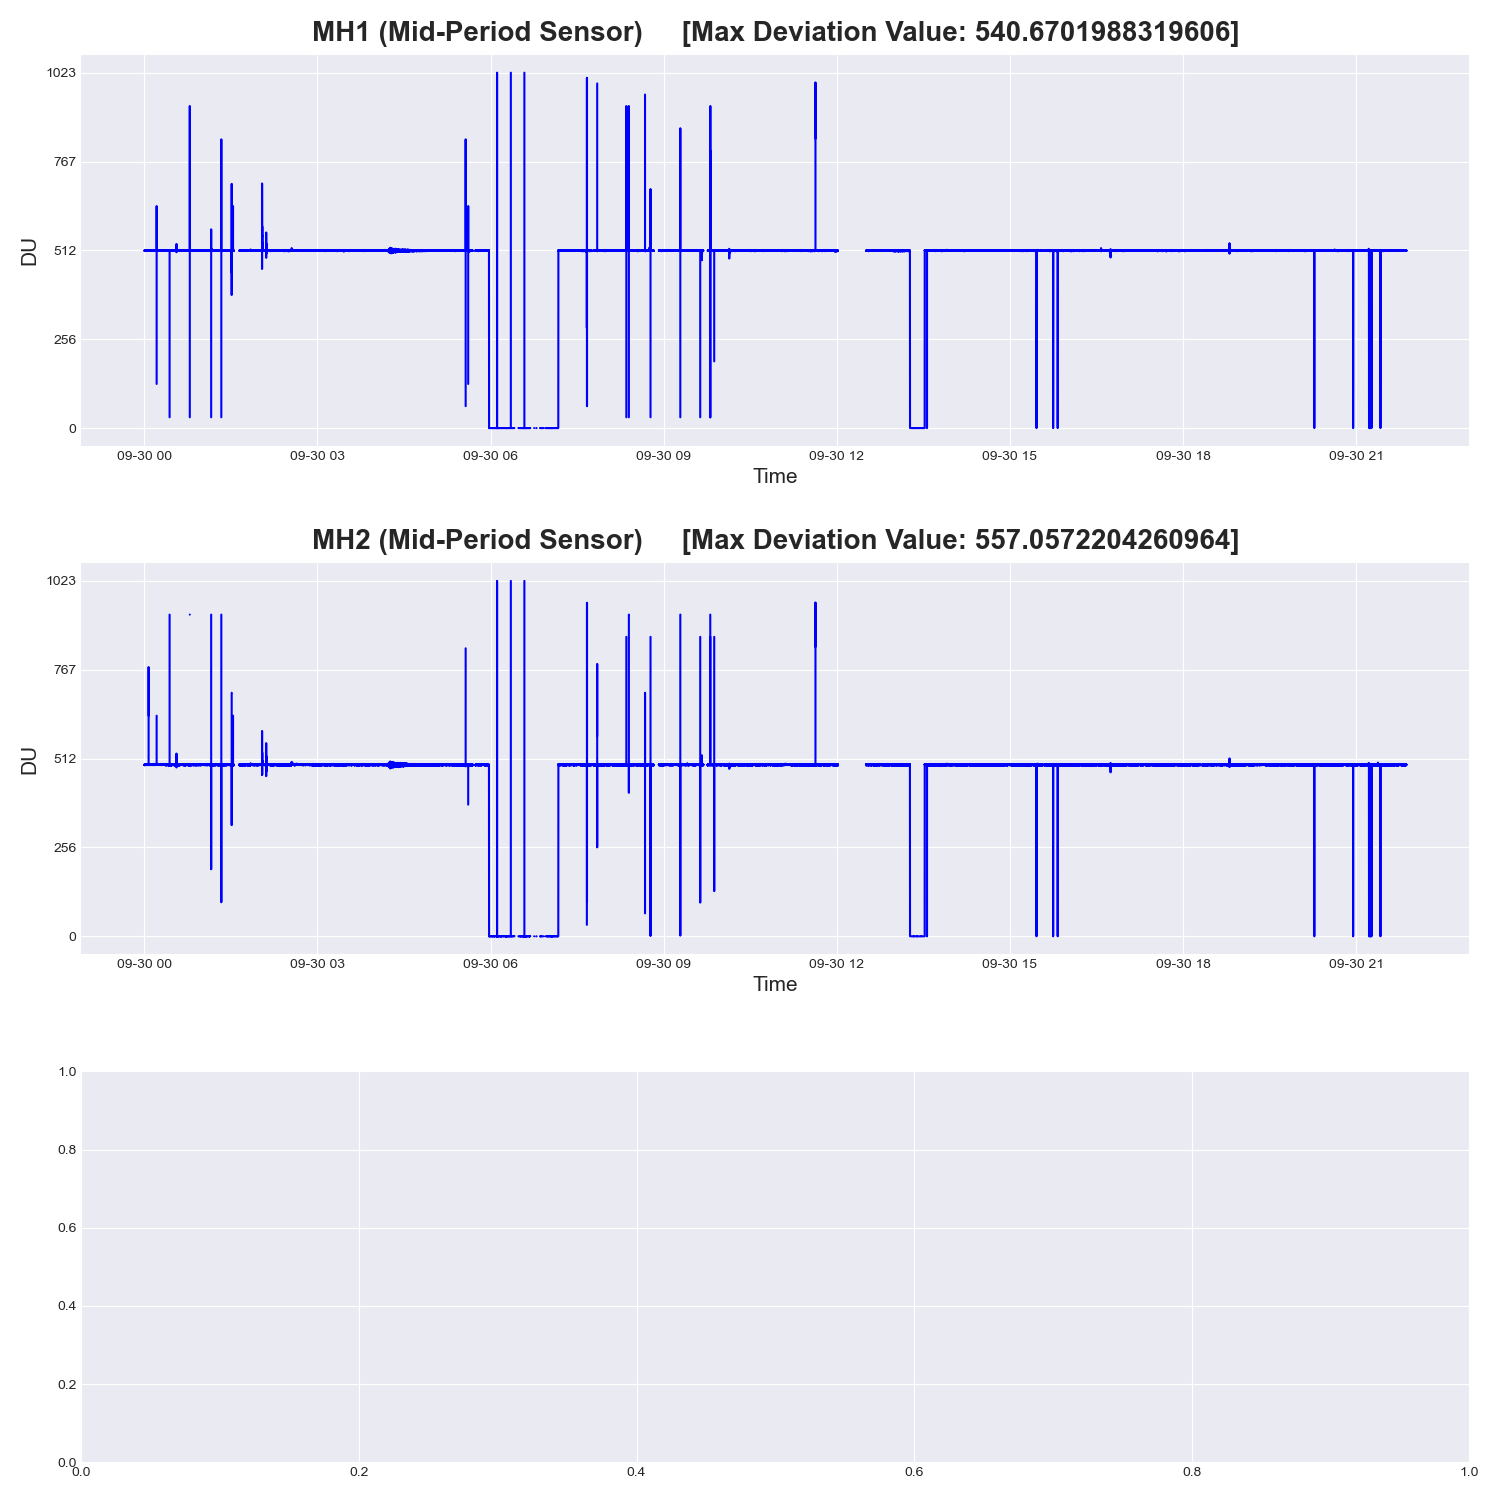 MH1 (Mid-Period Sensor) [Max Deviation Value: 540.6701988319606]
1023
767
512
256
0
DU
09-30 00 09-30 03 09-30 06 09-30 09 09-30 12 09-30 15 09-30 18 09-30 21
Time
MH2 (Mid-Period Sensor) [Max Deviation Value: 557.0572204260964]
1023
767
512
256
0
DU
09-30 00 09-30 03 09-30 06 09-30 09 09-30 12 09-30 15 09-30 18 09-30 21
Time
1.0
0.8
0.6
0.4
0.2
0.0
0.0 0.2 0.4 0.6 0.8 1.0